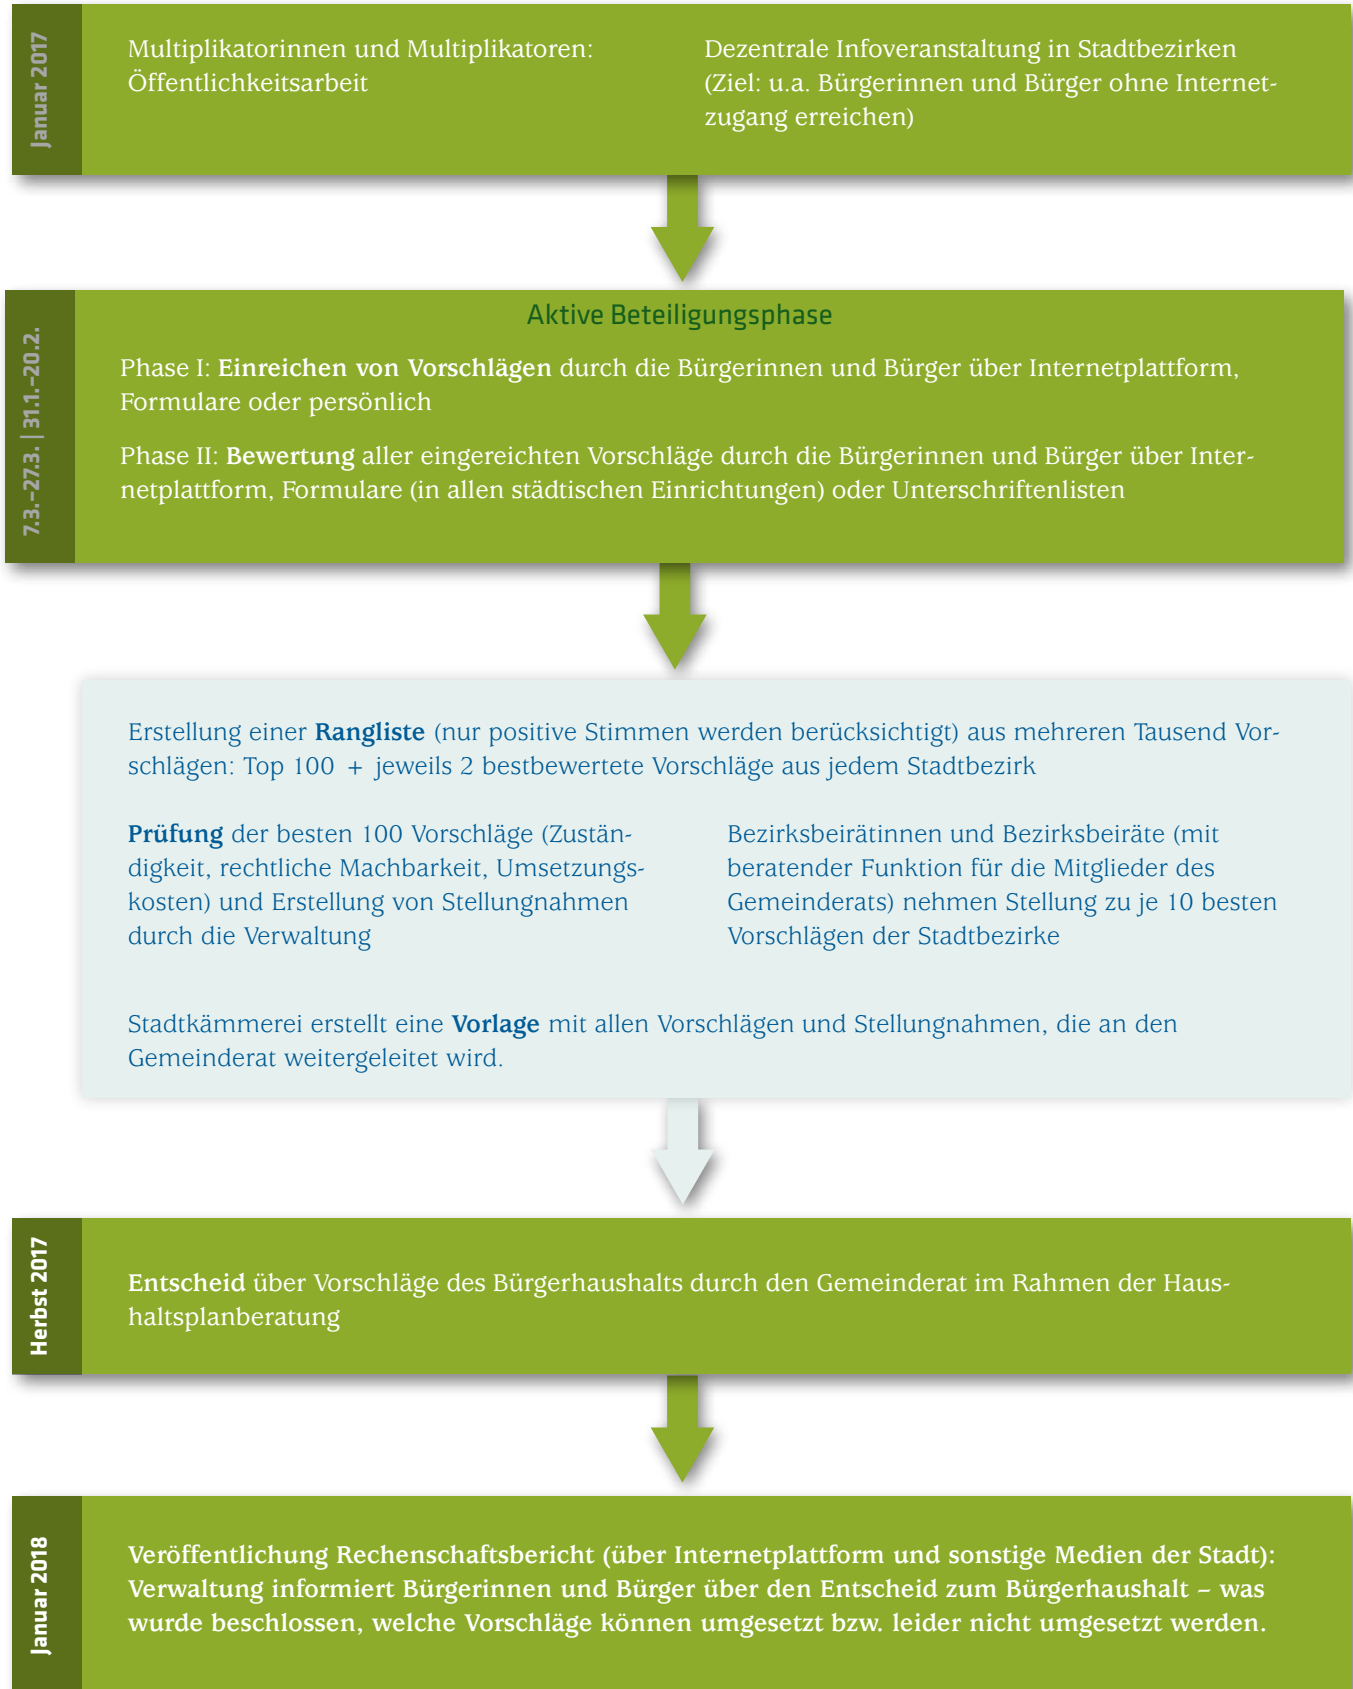 Januar 2017
Multiplikatorinnen und Multiplikatoren:
Öffentlichkeitsarbeit
Dezentrale Infoveranstaltung in Stadtbezirken
(Ziel: u.a. Bürgerinnen und Bürger ohne Internet-
zugang erreichen)
7.3.–27.3. | 31.1.–20.2.
Aktive Beteiligungsphase
Phase I: Einreichen von Vorschlägen durch die Bürgerinnen und Bürger über Internetplattform,
Formulare oder persönlich
Phase II: Bewertung aller eingereichten Vorschläge durch die Bürgerinnen und Bürger über Inter-
netplattform, Formulare (in allen städtischen Einrichtungen) oder Unterschriftenlisten
Erstellung einer Rangliste (nur positive Stimmen werden berücksichtigt) aus mehreren Tausend Vor-
schlägen: Top 100 + jeweils 2 bestbewertete Vorschläge aus jedem Stadtbezirk
Prüfung der besten 100 Vorschläge (Zustän-
digkeit, rechtliche Machbarkeit, Umsetzungs-
kosten) und Erstellung von Stellungnahmen
durch die Verwaltung
Bezirksbeirätinnen und Bezirksbeiräte (mit
beratender Funktion für die Mitglieder des
Gemeinderats) nehmen Stellung zu je 10 besten
Vorschlägen der Stadtbezirke
Stadtkämmerei erstellt eine Vorlage mit allen Vorschlägen und Stellungnahmen, die an den
Gemeinderat weitergeleitet wird.
Herbst 2017
Entscheid über Vorschläge des Bürgerhaushalts durch den Gemeinderat im Rahmen der Haus-
haltsplanberatung
Januar 2018
Veröffentlichung Rechenschaftsbericht (über Internetplattform und sonstige Medien der Stadt):
Verwaltung informiert Bürgerinnen und Bürger über den Entscheid zum Bürgerhaushalt – was
wurde beschlossen, welche Vorschläge können umgesetzt bzw. leider nicht umgesetzt werden.